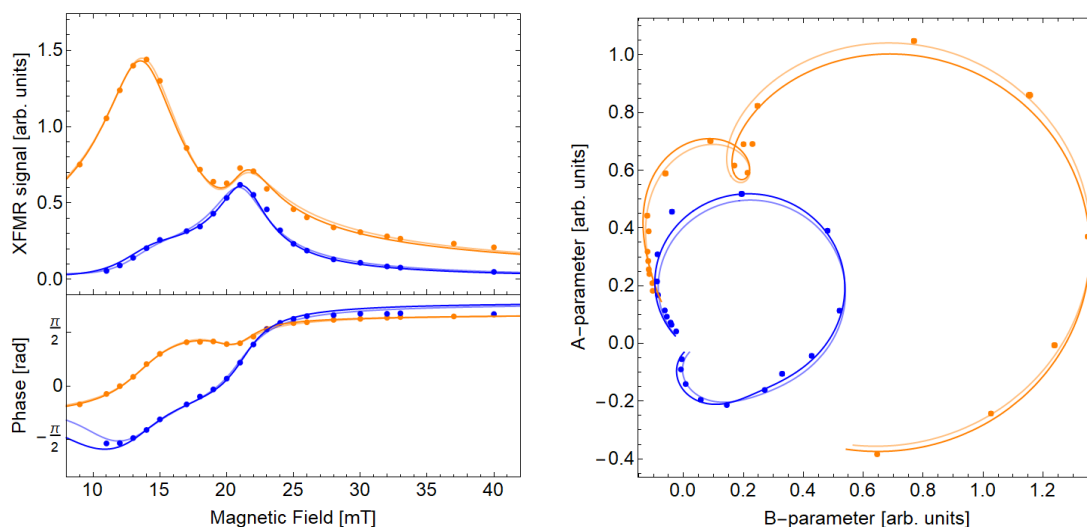 XFMR signal [arb. units]
1.5
1.0
0.5
0.0
Phase [rad]
π/2
0
−π/2
10 15 20 25 30 35 40
Magnetic Field [mT]
A−parameter [arb. units]
1.0
0.8
0.6
0.4
0.2
0.0
−0.2
−0.4
0.0 0.2 0.4 0.6 0.8 1.0 1.2
B−parameter [arb. units]